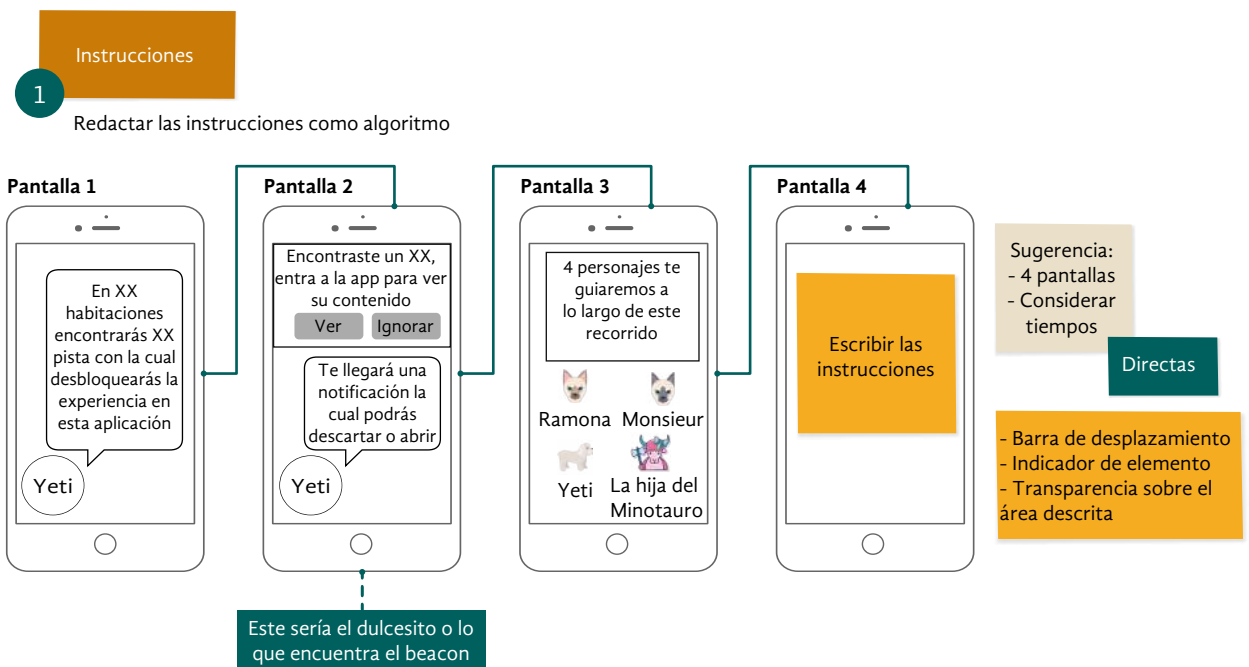 Instrucciones
1
Redactar las instrucciones como algoritmo
Pantalla 1
En XX
habitaciones
encontrarás XX
pista con la cual
desbloquearás la
experiencia en
esta aplicación
Yeti
Pantalla 2
Encontraste un XX,
entra a la app para ver
su contenido
Ver
Ignorar
Te llegará una
notificación la
cual podrás
descartar o abrir
Yeti
Este sería el dulcesito o lo
que encuentra el beacon
Pantalla 3
4 personajes te
guiaremos a
lo largo de este
recorrido
Ramona
Monsieur
Yeti
La hija del
Minotauro
Pantalla 4
Escribir las
instrucciones
Sugerencia:
- 4 pantallas
- Considerar
tiempos
Directas
- Barra de desplazamiento
- Indicador de elemento
- Transparencia sobre el
área descrita